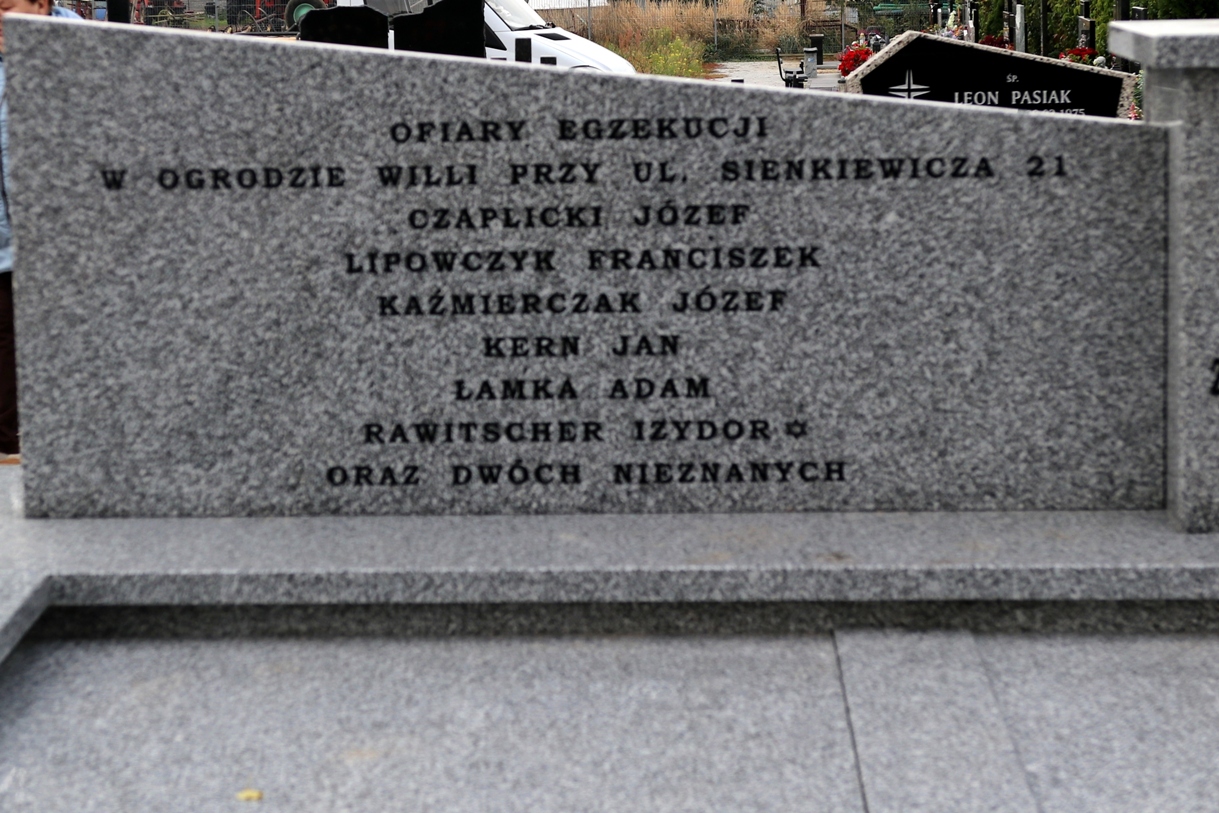 OFIARY EGZEKUCJI
W OGRODZIE WILLI PRZY UL. SIENKIEWICZA 21
CZAPLICKI JÓZEF
LIPOWCZYK FRANCISZEK
KAŹMIERCZAK JÓZEF
KERN JAN
ŁAMKA ADAM
RAWITSCHER IZYDOR ✡
ORAZ DWÓCH NIEZNANYCH
ŚP.
LEON PASIAK